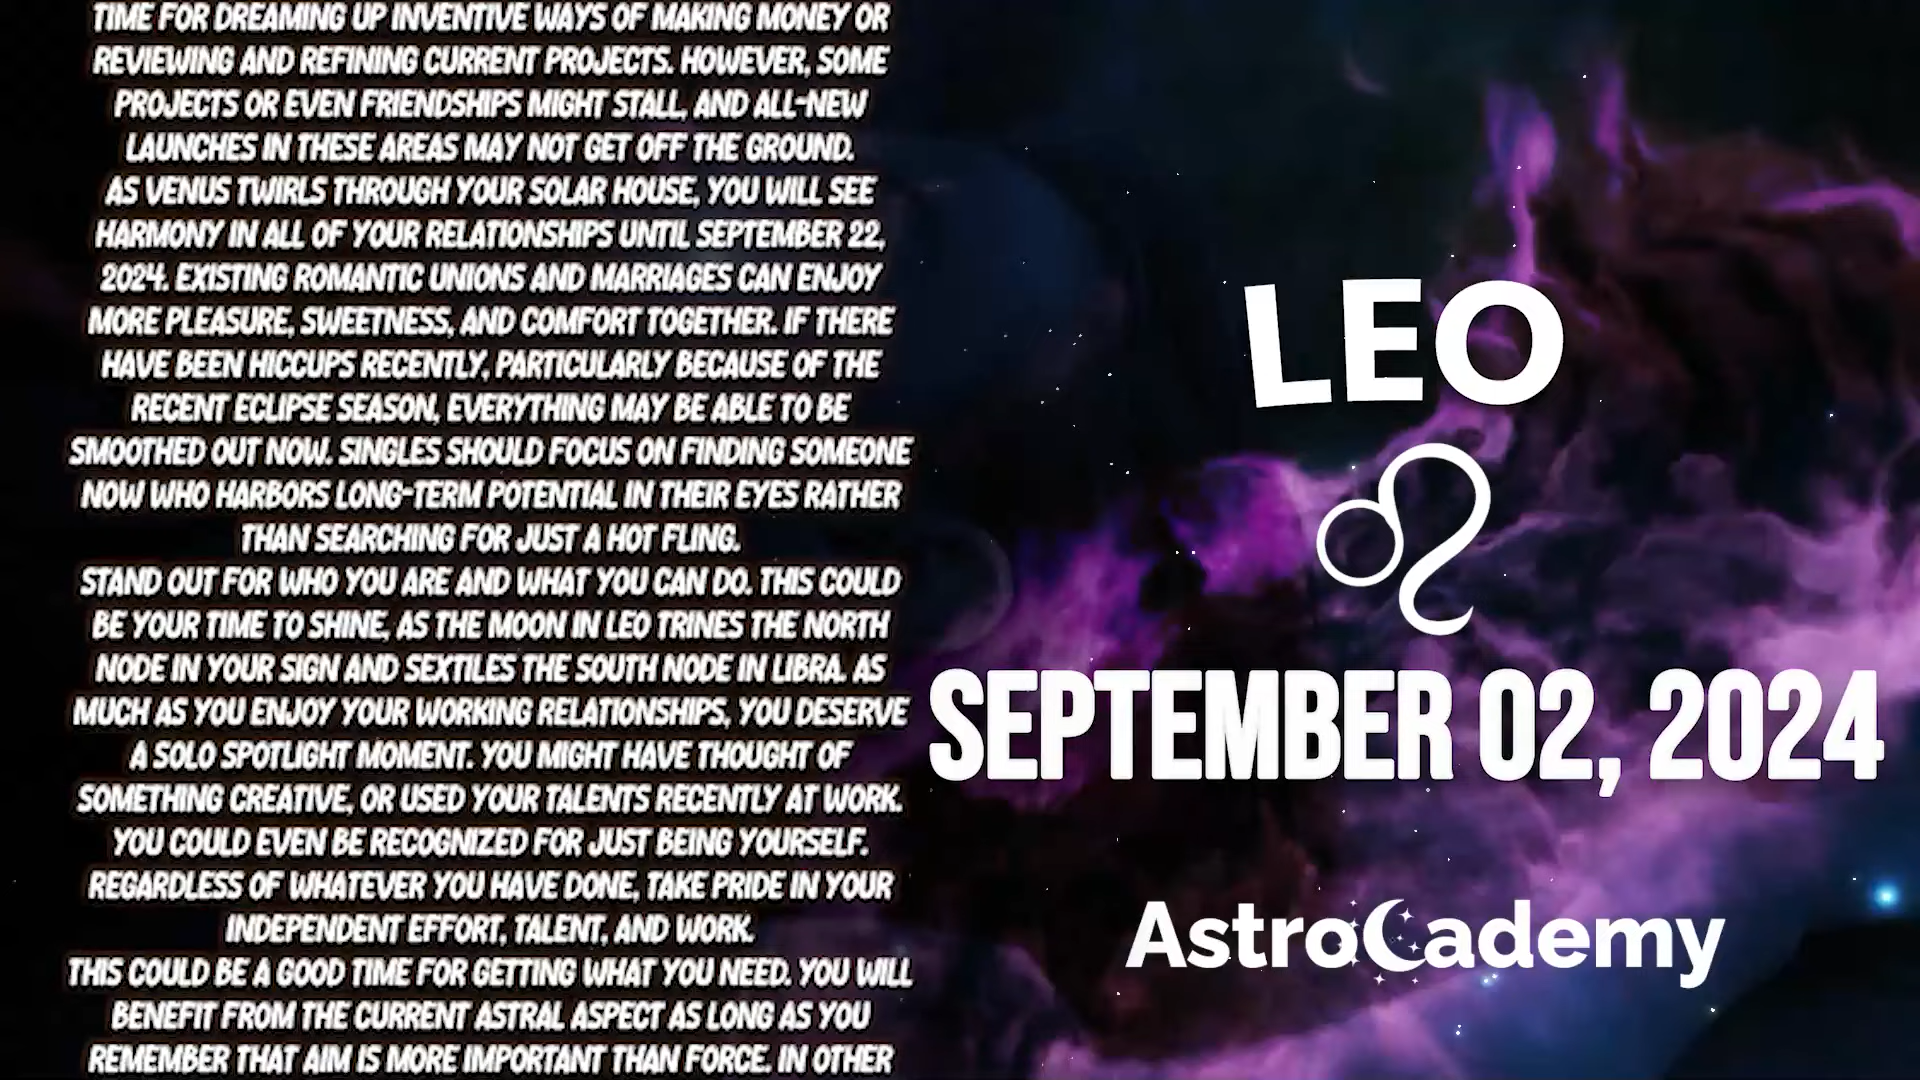 TIME FOR DREAMING UP INVENTIVE WAYS OF MAKING MONEY OR
REVIEWING AND REFINING CURRENT PROJECTS. HOWEVER, SOME
PROJECTS OR EVEN FRIENDSHIPS MIGHT STALL, AND ALL-NEW
LAUNCHES IN THESE AREAS MAY NOT GET OFF THE GROUND.
AS VENUS TWIRLS THROUGH YOUR SOLAR HOUSE, YOU WILL SEE
HARMONY IN ALL OF YOUR RELATIONSHIPS UNTIL SEPTEMBER 22,
2024. EXISTING ROMANTIC UNIONS AND MARRIAGES CAN ENJOY
MORE PLEASURE, SWEETNESS, AND COMFORT TOGETHER. IF THERE
HAVE BEEN HICCUPS RECENTLY, PARTICULARLY BECAUSE OF THE
RECENT ECLIPSE SEASON, EVERYTHING MAY BE ABLE TO BE
SMOOTHED OUT NOW. SINGLES SHOULD FOCUS ON FINDING SOMEONE
NOW WHO HARBORS LONG-TERM POTENTIAL IN THEIR EYES RATHER
THAN SEARCHING FOR JUST A HOT FLING.
STAND OUT FOR WHO YOU ARE AND WHAT YOU CAN DO. THIS COULD
BE YOUR TIME TO SHINE, AS THE MOON IN LEO TRINES THE NORTH
NODE IN YOUR SIGN AND SEXTILES THE SOUTH NODE IN LIBRA. AS
MUCH AS YOU ENJOY YOUR WORKING RELATIONSHIPS, YOU DESERVE
A SOLO SPOTLIGHT MOMENT. YOU MIGHT HAVE THOUGHT OF
SOMETHING CREATIVE, OR USED YOUR TALENTS RECENTLY AT WORK.
YOU COULD EVEN BE RECOGNIZED FOR JUST BEING YOURSELF.
REGARDLESS OF WHATEVER YOU HAVE DONE, TAKE PRIDE IN YOUR
INDEPENDENT EFFORT, TALENT, AND WORK.
THIS COULD BE A GOOD TIME FOR GETTING WHAT YOU NEED. YOU WILL
BENEFIT FROM THE CURRENT ASTRAL ASPECT AS LONG AS YOU
REMEMBER THAT AIM IS MORE IMPORTANT THAN FORCE. IN OTHER
LEO
SEPTEMBER 02, 2024
AstroCademy